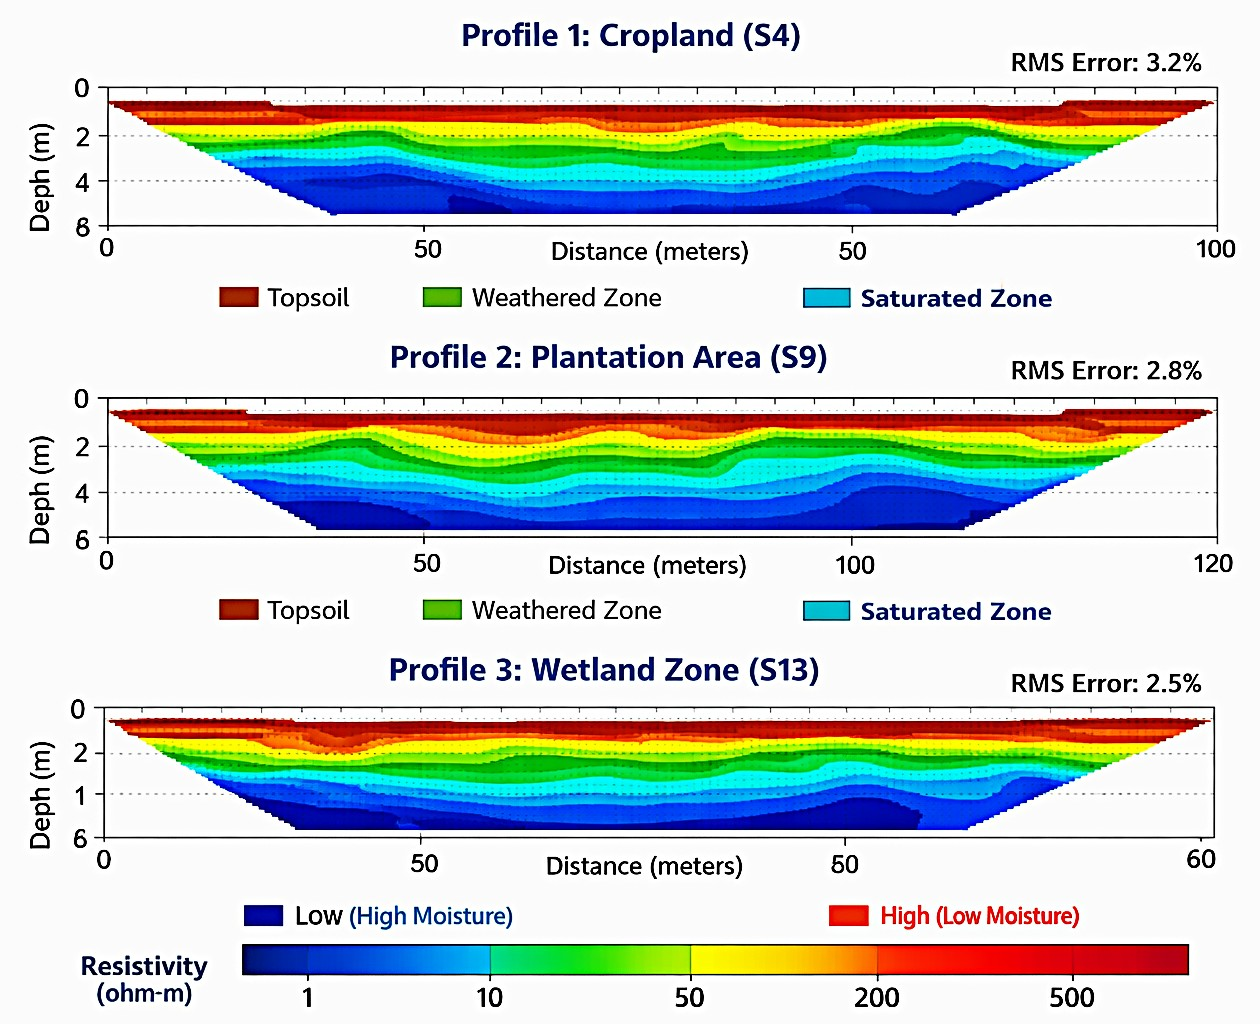 Profile 1: Cropland (S4)
RMS Error: 3.2%
Deph (m)
0
2
4
8
0 50 Distance (meters) 50 100
Topsoil Weathered Zone Saturated Zone
Profile 2: Plantation Area (S9)
RMS Error: 2.8%
Deph (m)
0
2
4
6
0 50 Distance (meters) 100 120
Topsoil Weathered Zone Saturated Zone
Profile 3: Wetland Zone (S13)
RMS Error: 2.5%
Deph (m)
0
2
1
6
0 50 Distance (meters) 60 60
Low (High Moisture) High (Low Moisture)
Resistivity
(ohm-m)
1 10 50 200 500